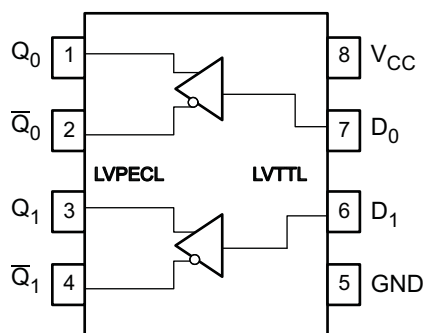 Q0 1 8 VCC
Q̅0 2 7 D0
LVPECL LVTTL
Q1 3 6 D1
Q̅1 4 5 GND